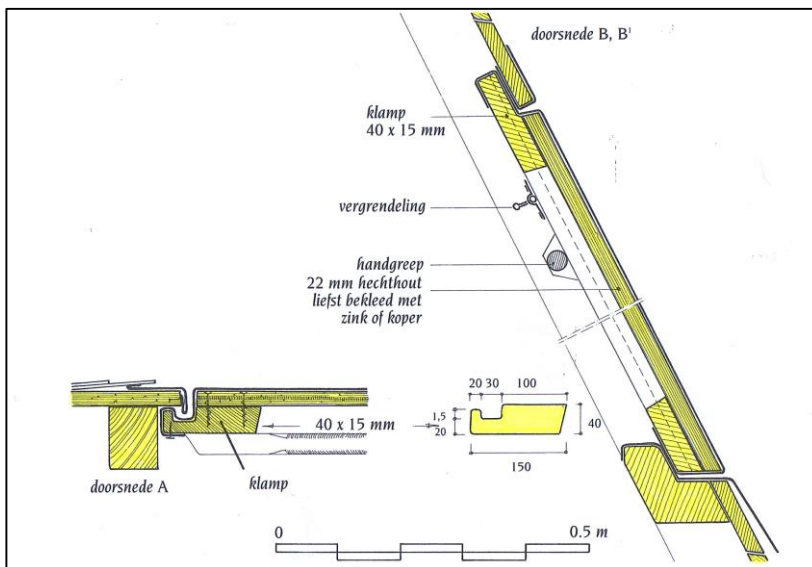 doorsnede B, B¹
klamp
40 x 15 mm
vergrendeling
handgreep
22 mm hechthout
liefst bekleed met
zink of koper
20 30 100
1,5
20
40
150
40 x 15 mm
doorsnede A
klamp
0 0.5 m